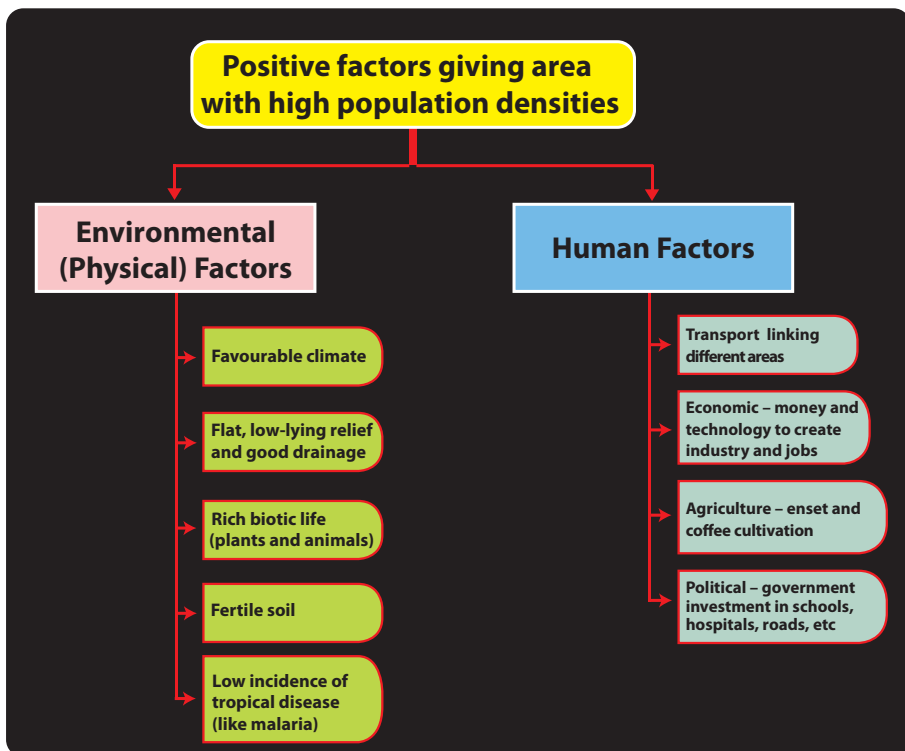 Positive factors giving area
with high population densities
Environmental
(Physical) Factors
Favourable climate
Flat, low-lying relief
and good drainage
Rich biotic life
(plants and animals)
Fertile soil
Low incidence of
tropical disease
(like malaria)
Human Factors
Transport linking
different areas
Economic – money and
technology to create
industry and jobs
Agriculture – enset and
coffee cultivation
Political – government
investment in schools,
hospitals, roads, etc